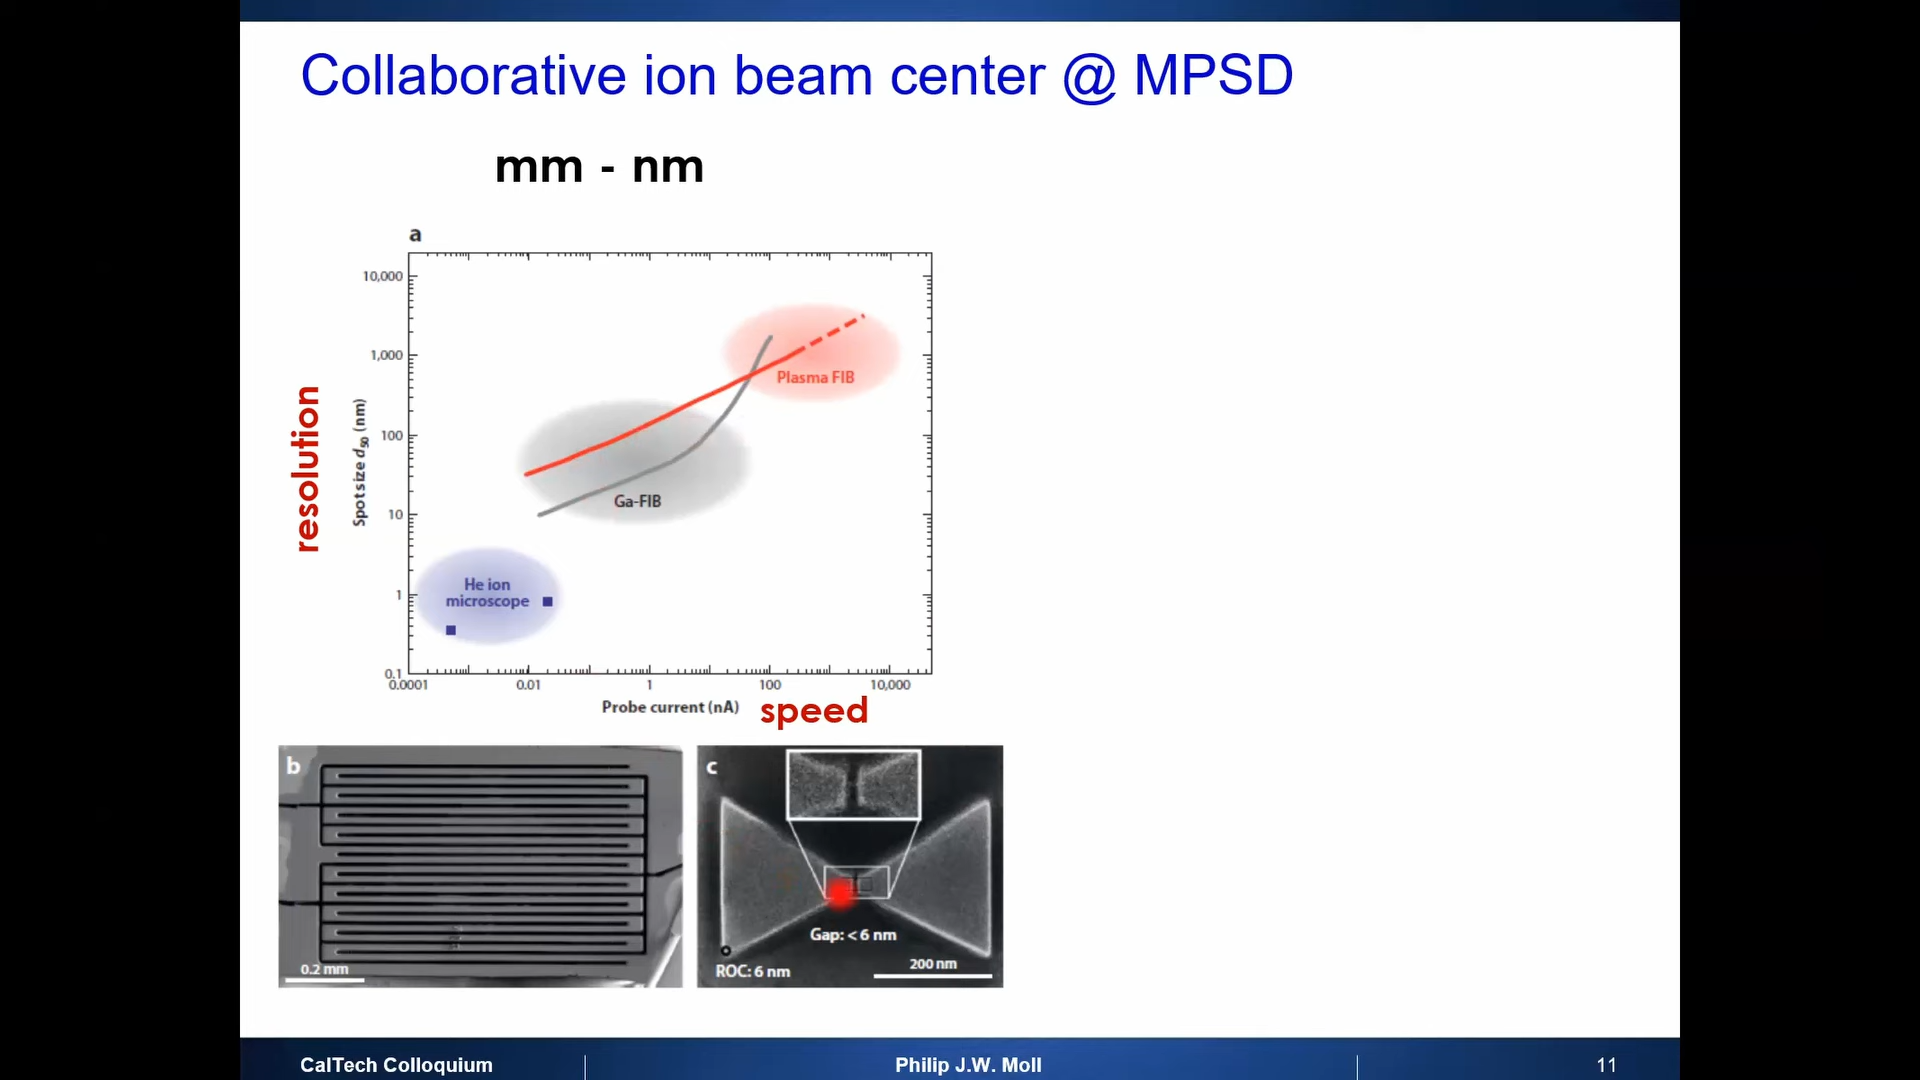 Collaborative ion beam center @ MPSD
mm - nm
a
10,000
1,000
100
10
1
0.1
resolution
Spot size d50 (nm)
Plasma FIB
Ga-FIB
He ion
microscope
0.0001
0.01
1
100
10,000
Probe current (nA)
speed
b
0.2 mm
c
Gap: < 6 nm
ROC: 6 nm
200 nm
CalTech Colloquium
Philip J.W. Moll
11